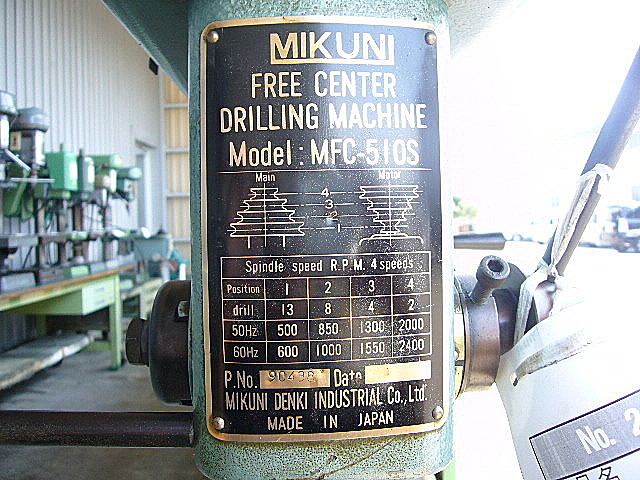 MIKUNI
FREE CENTER
DRILLING MACHINE
Model: MFC-510S
Main Motor
4
3
2
1
Spindle speed R.P.M. 4 speeds
Position 1 2 3 4
drill 13 8 4 2
50Hz 500 850 1300 2000
60Hz 600 1000 1550 2400
P.No. Date 1
MIKUNI DENKI INDUSTRIAL Co., Ltd.
MADE IN JAPAN
No. 2